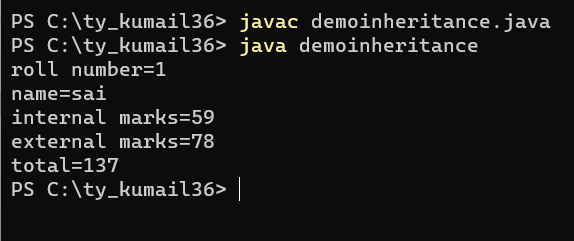 PS C:\ty_kumail36> javac demoinheritance.java
PS C:\ty_kumail36> java demoinheritance
roll number=1
name=sai
internal marks=59
external marks=78
total=137
PS C:\ty_kumail36>